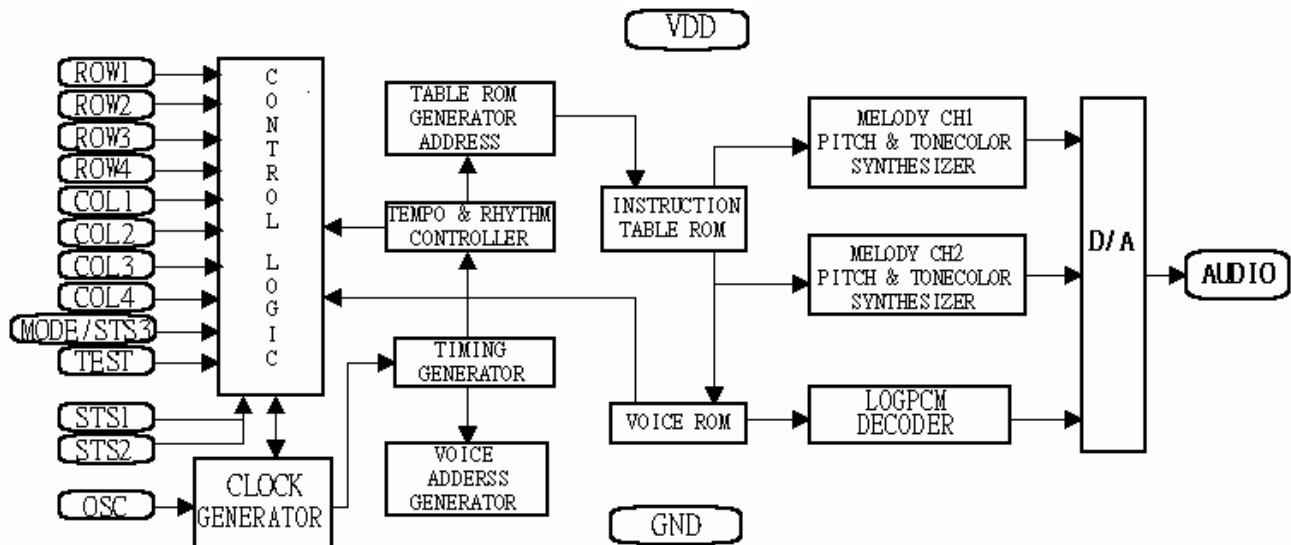 VDD
ROW1
ROW2
ROW3
ROW4
COL1
COL2
COL3
COL4
MODE/STS3
TEST
STS1
STS2
OSC
CONTROL LOGIC
CLOCK
GENERATOR
TABLE ROM
GENERATOR
ADDRESS
TEMPO & RHYTHM
CONTROLLER
TIMING
GENERATOR
VOICE
ADDERSS
GENERATOR
INSTRUCTION
TABLE ROM
VOICE ROM
MELODY CH1
PITCH & TONECOLOR
SYNTHESIZER
MELODY CH2
PITCH & TONECOLOR
SYNTHESIZER
LOGPCM
DECODER
D/A
AUDIO
GND